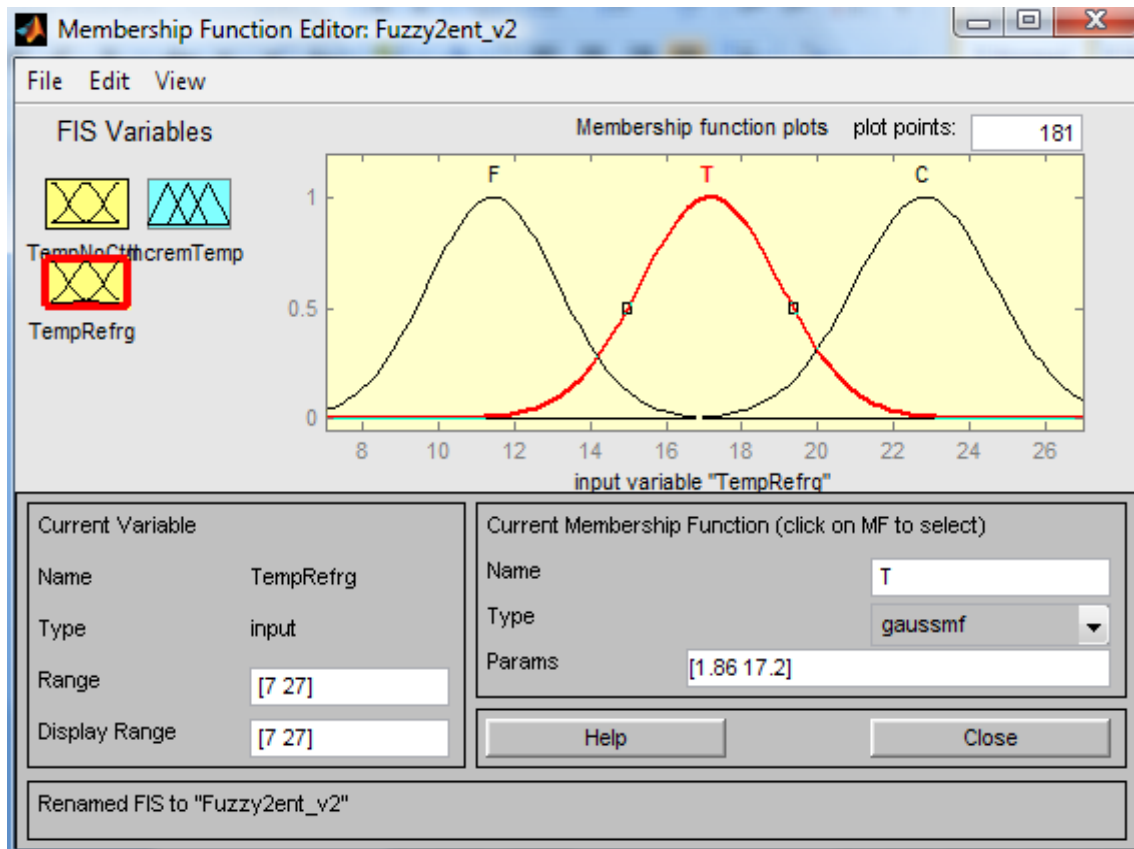 Membership Function Editor: Fuzzy2ent_v2
File Edit View
FIS Variables
Membership function plots plot points: 181
F T C
1
0.5
0
8 10 12 14 16 18 20 22 24 26
input variable "TempRefrg"
IncremTemp
TempRefrg
Current Variable
Name TempRefrg
Type input
Range [7 27]
Display Range [7 27]
Current Membership Function (click on MF to select)
Name T
Type gaussmf
Params [1.86 17.2]
Help Close
Renamed FIS to "Fuzzy2ent_v2"